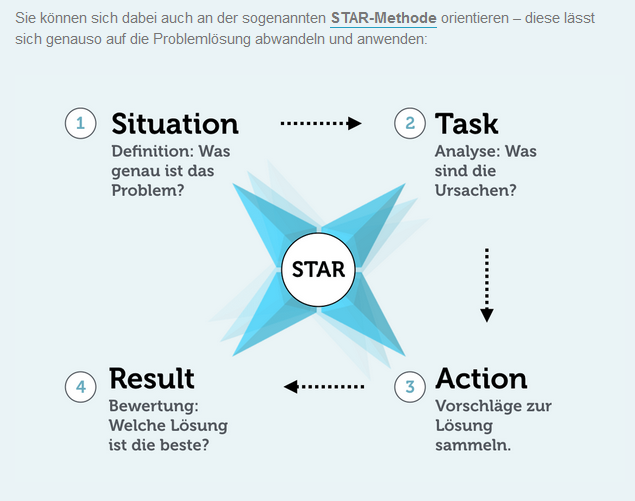 Sie können sich dabei auch an der sogenannten STAR-Methode orientieren – diese lässt
sich genauso auf die Problemlösung abwandeln und anwenden:
1 Situation
Definition: Was
genau ist das
Problem?
2 Task
Analyse: Was
sind die
Ursachen?
STAR
3 Action
Vorschläge zur
Lösung
sammeln.
4 Result
Bewertung:
Welche Lösung
ist die beste?